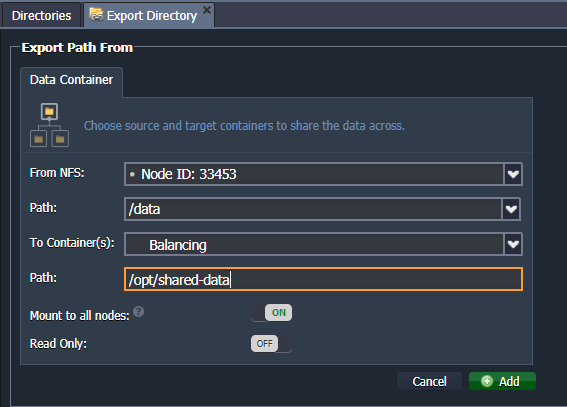 Directories
Export Directory
Export Path From
Data Container
Choose source and target containers to share the data across.
From NFS: Node ID: 33453
Path: /data
To Container(s): Balancing
Path: /opt/shared-data
Mount to all nodes: ? ON
Read Only: OFF
Cancel
Add